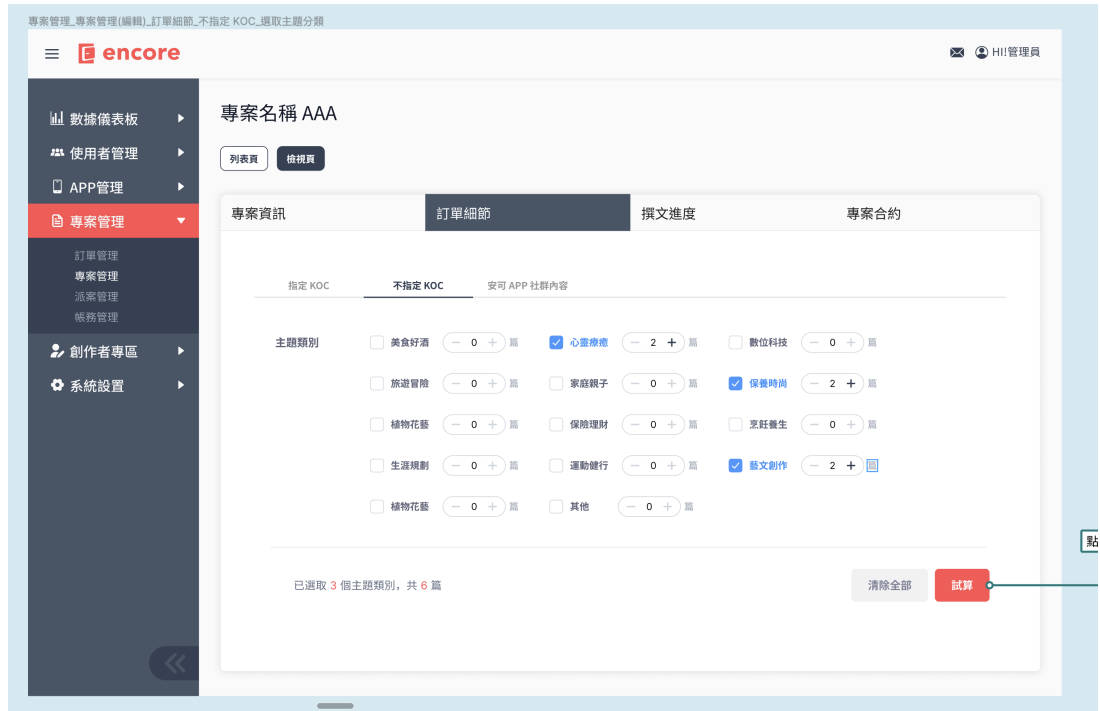 專案管理_專案管理(編輯)_訂單細節_不指定 KOC_選取主題分類
encore
HI!管理員
數據儀表板
使用者管理
APP管理
專案管理
訂單管理
專案管理
派案管理
帳務管理
創作者專區
系統設置
專案名稱 AAA
列表頁 檢視頁
專案資訊 訂單細節 撰文進度 專案合約
指定 KOC 不指定 KOC 安可 APP 社群內容
主題類別 美食好酒 0 篇 心靈療癒 2 篇 數位科技 0 篇
旅遊冒險 0 篇 家庭親子 0 篇 保養時尚 2 篇
植物花藝 0 篇 保險理財 0 篇 烹飪養生 0 篇
生涯規劃 0 篇 運動健行 0 篇 藝文創作 2 篇
植物花藝 0 篇 其他 0 篇
已選取 3 個主題類別，共 6 篇
清除全部 試算
點